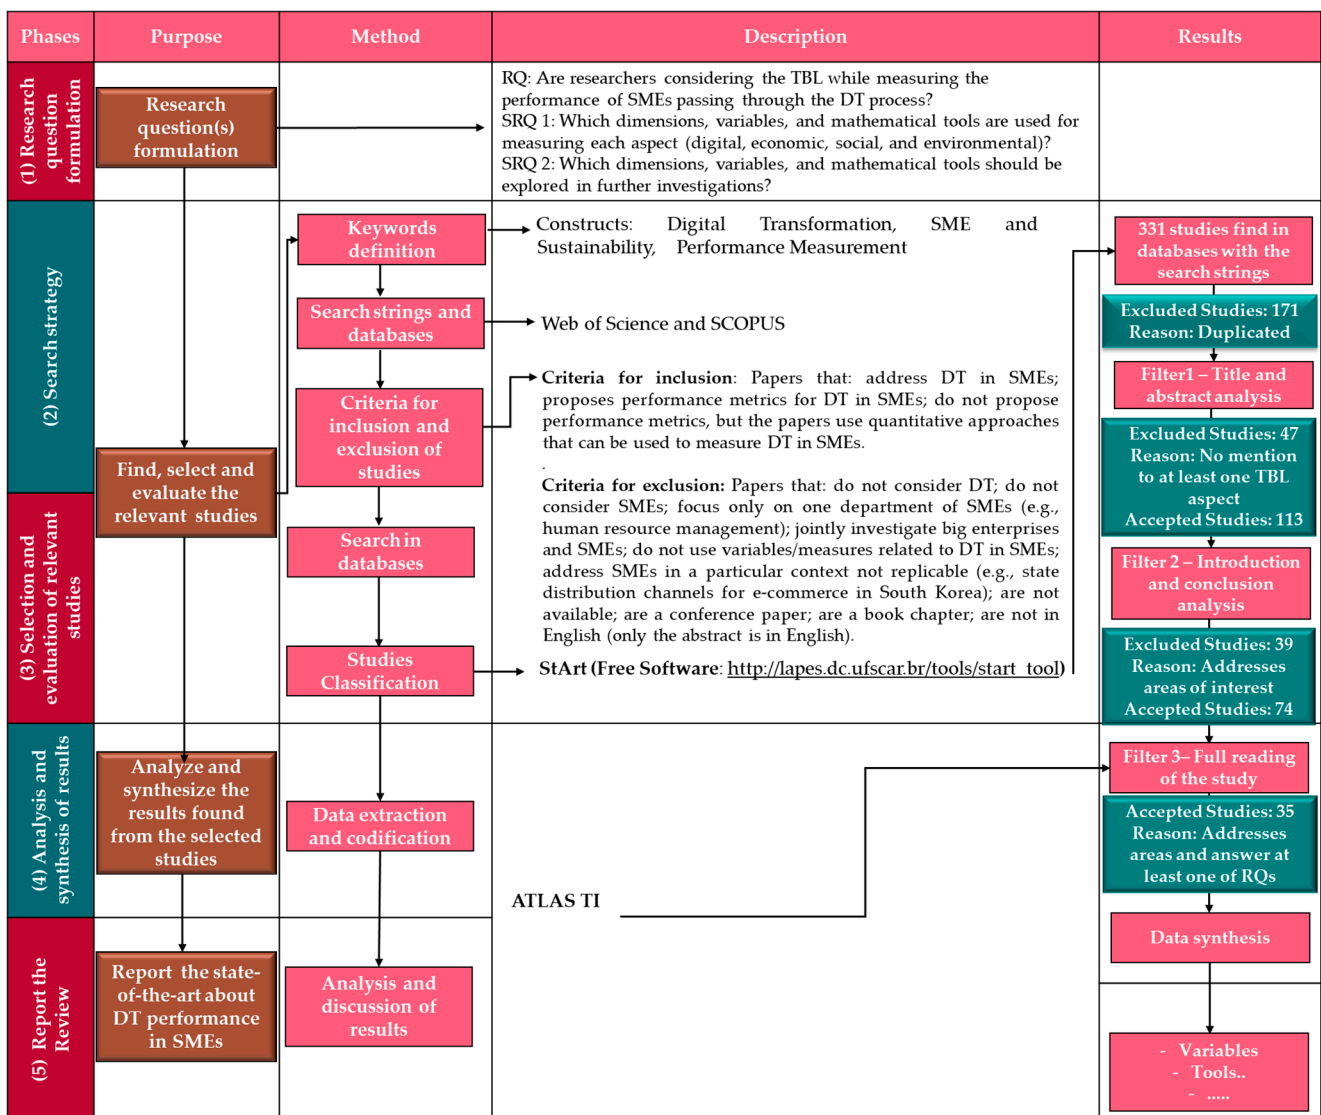 Phases
Purpose
Method
Description
Results
(1) Research
question
formulation
Research
question(s)
formulation
RQ: Are researchers considering the TBL while measuring the
performance of SMEs passing through the DT process?
SRQ 1: Which dimensions, variables, and mathematical tools are used for
measuring each aspect (digital, economic, social, and environmental)?
SRQ 2: Which dimensions, variables, and mathematical tools should be
explored in further investigations?
(2) Search strategy
(3) Selection and
evaluation of relevant
studies
Find, select and
evaluate the
relevant studies
Keywords
definition
Constructs: Digital Transformation, SME and
Sustainability, Performance Measurement
Search strings and
databases
Web of Science and SCOPUS
Criteria for
inclusion and
exclusion of
studies
Criteria for inclusion: Papers that: address DT in SMEs;
proposes performance metrics for DT in SMEs; do not propose
performance metrics, but the papers use quantitative approaches
that can be used to measure DT in SMEs.
.
Criteria for exclusion: Papers that: do not consider DT; do not
consider SMEs; focus only on one department of SMEs (e.g.,
human resource management); jointly investigate big enterprises
and SMEs; do not use variables/measures related to DT in SMEs;
address SMEs in a particular context not replicable (e.g., state
distribution channels for e-commerce in South Korea); are not
available; are a conference paper; are a book chapter; are not in
English (only the abstract is in English).
Search in
databases
Studies
Classification
StArt (Free Software: http://lapes.dc.ufscar.br/tools/start_tool)
331 studies find in
databases with the
search strings
Excluded Studies: 171
Reason: Duplicated
Filter1 – Title and
abstract analysis
Excluded Studies: 47
Reason: No mention
to at least one TBL
aspect
Accepted Studies: 113
Filter 2 – Introduction
and conclusion
analysis
Excluded Studies: 39
Reason: Addresses
areas of interest
Accepted Studies: 74
(4) Analysis and
synthesis of results
Analyze and
synthesize the
results found
from the selected
studies
Data extraction
and codification
ATLAS TI
Filter 3– Full reading
of the study
Accepted Studies: 35
Reason: Addresses
areas and answer at
least one of RQs
Data synthesis
(5) Report the
Review
Report the state-
of-the-art about
DT performance
in SMEs
Analysis and
discussion of
results
- Variables
- Tools..
- .....